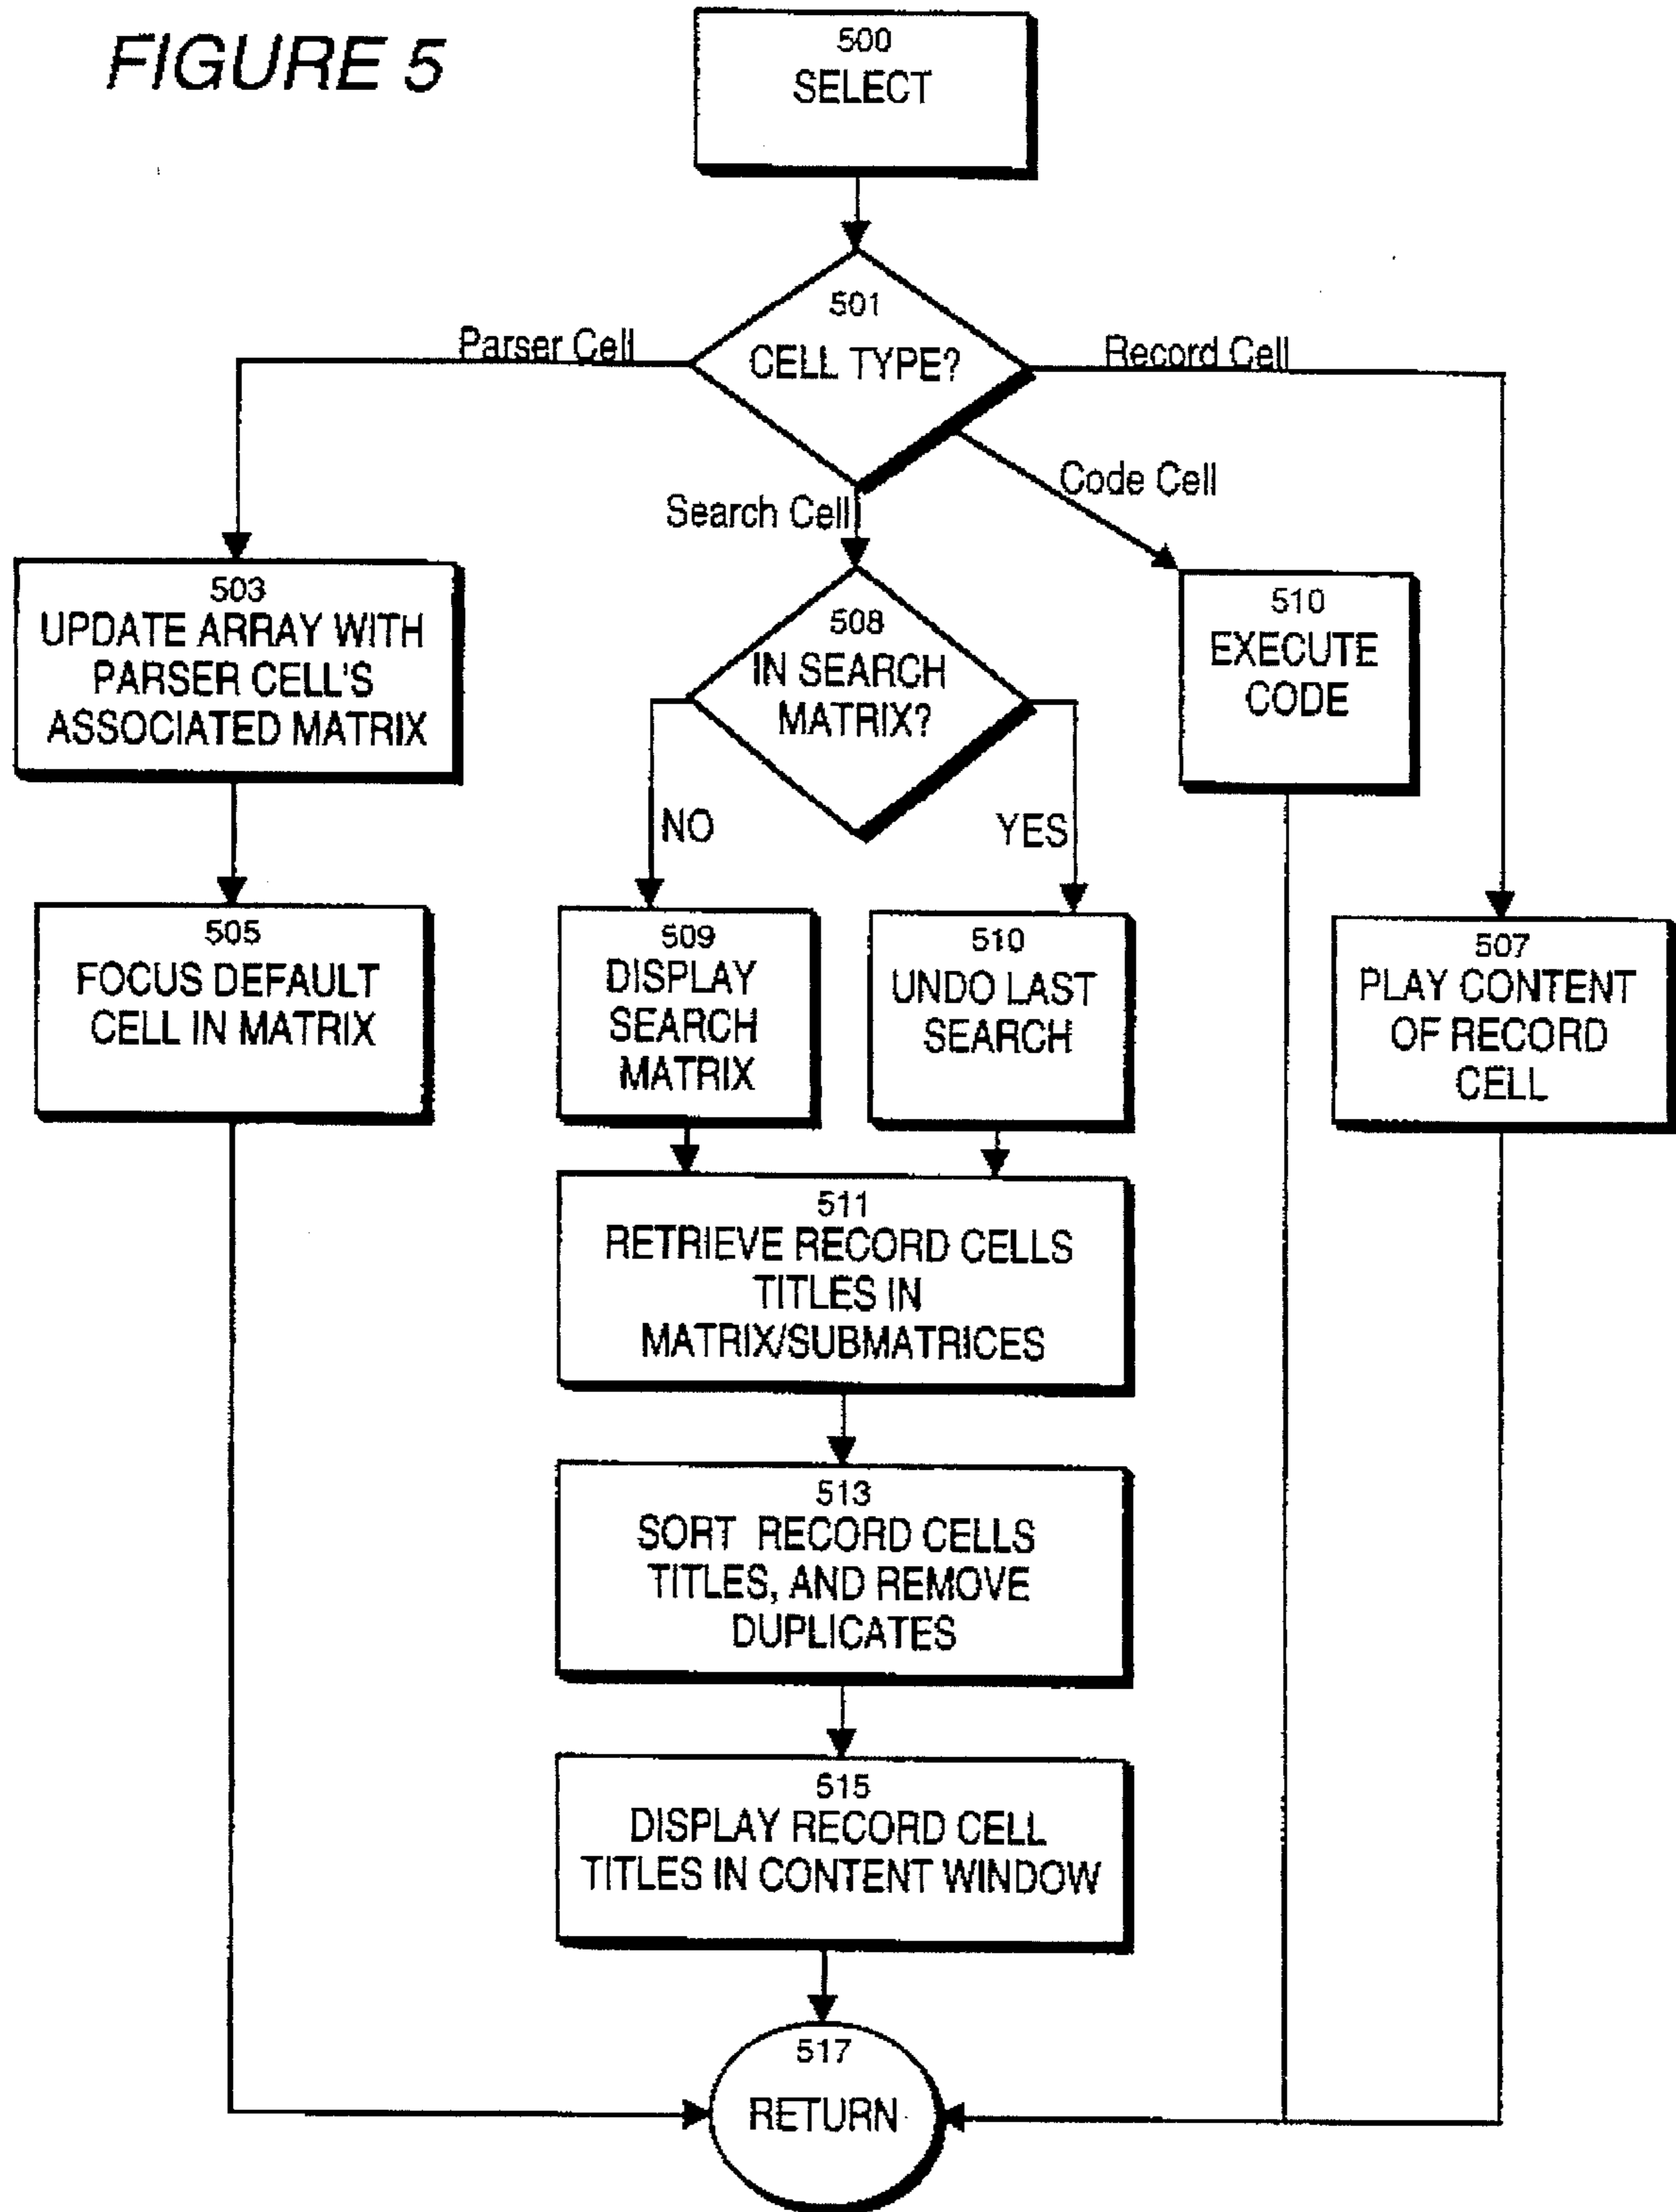 FIGURE 5
500
SELECT
501
CELL TYPE?
Parser Cell
Record Cell
Code Cell
Search Cell
503
UPDATE ARRAY WITH
PARSER CELL'S
ASSOCIATED MATRIX
508
IN SEARCH
MATRIX?
510
EXECUTE
CODE
NO
YES
505
FOCUS DEFAULT
CELL IN MATRIX
509
DISPLAY
SEARCH
MATRIX
510
UNDO LAST
SEARCH
507
PLAY CONTENT
OF RECORD
CELL
511
RETRIEVE RECORD CELLS
TITLES IN
MATRIX/SUBMATRICES
513
SORT RECORD CELLS
TITLES, AND REMOVE
DUPLICATES
515
DISPLAY RECORD CELL
TITLES IN CONTENT WINDOW
517
RETURN